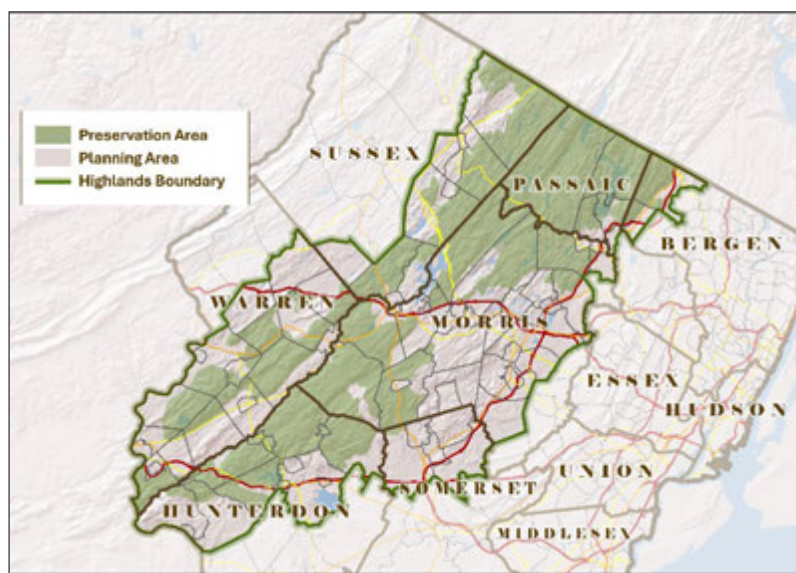 Preservation Area
Planning Area
Highlands Boundary
SUSSEX
PASSAIC
BERGEN
WARREN
MORRIS
ESSEX
HUDSON
UNION
SOMERSET
HUNTERDON
MIDDLESEX